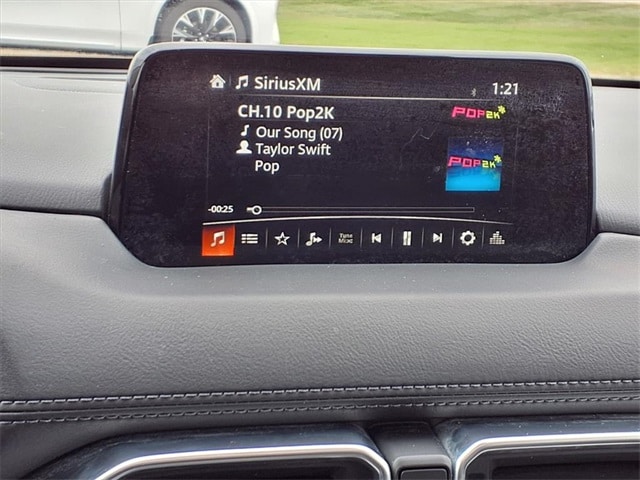 SiriusXM 1:21
CH.10 Pop2K
POP2K
Our Song (07)
Taylor Swift
Pop
POP2K
-00:25
Tune
Mix